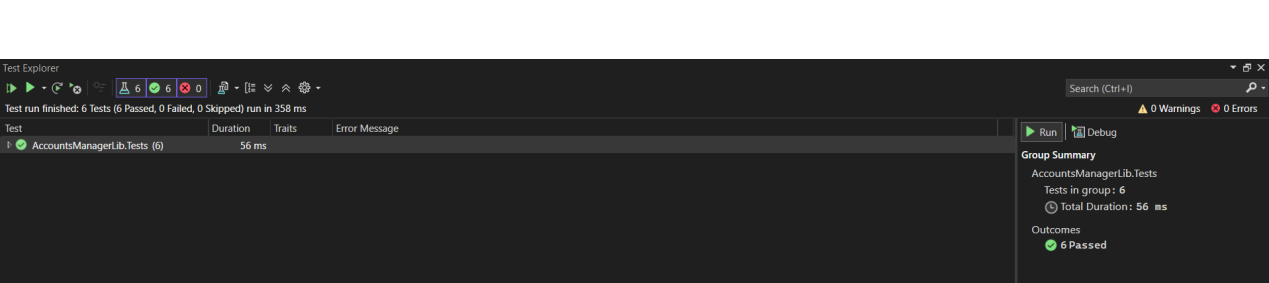 Test Explorer
6 6 0
Search (Ctrl+I)
Test run finished: 6 Tests (6 Passed, 0 Failed, 0 Skipped) run in 358 ms
0 Warnings 0 Errors
Test Duration Traits Error Message
AccountsManagerLib.Tests (6) 56 ms
Run Debug
Group Summary
AccountsManagerLib.Tests
Tests in group: 6
Total Duration: 56 ms
Outcomes
6 Passed